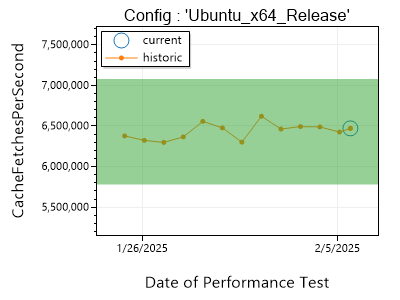 Config : 'Ubuntu_x64_Release'
current
historic
CacheFetchesPerSecond
7,500,000
7,000,000
6,500,000
6,000,000
5,500,000
1/26/2025
2/5/2025
Date of Performance Test